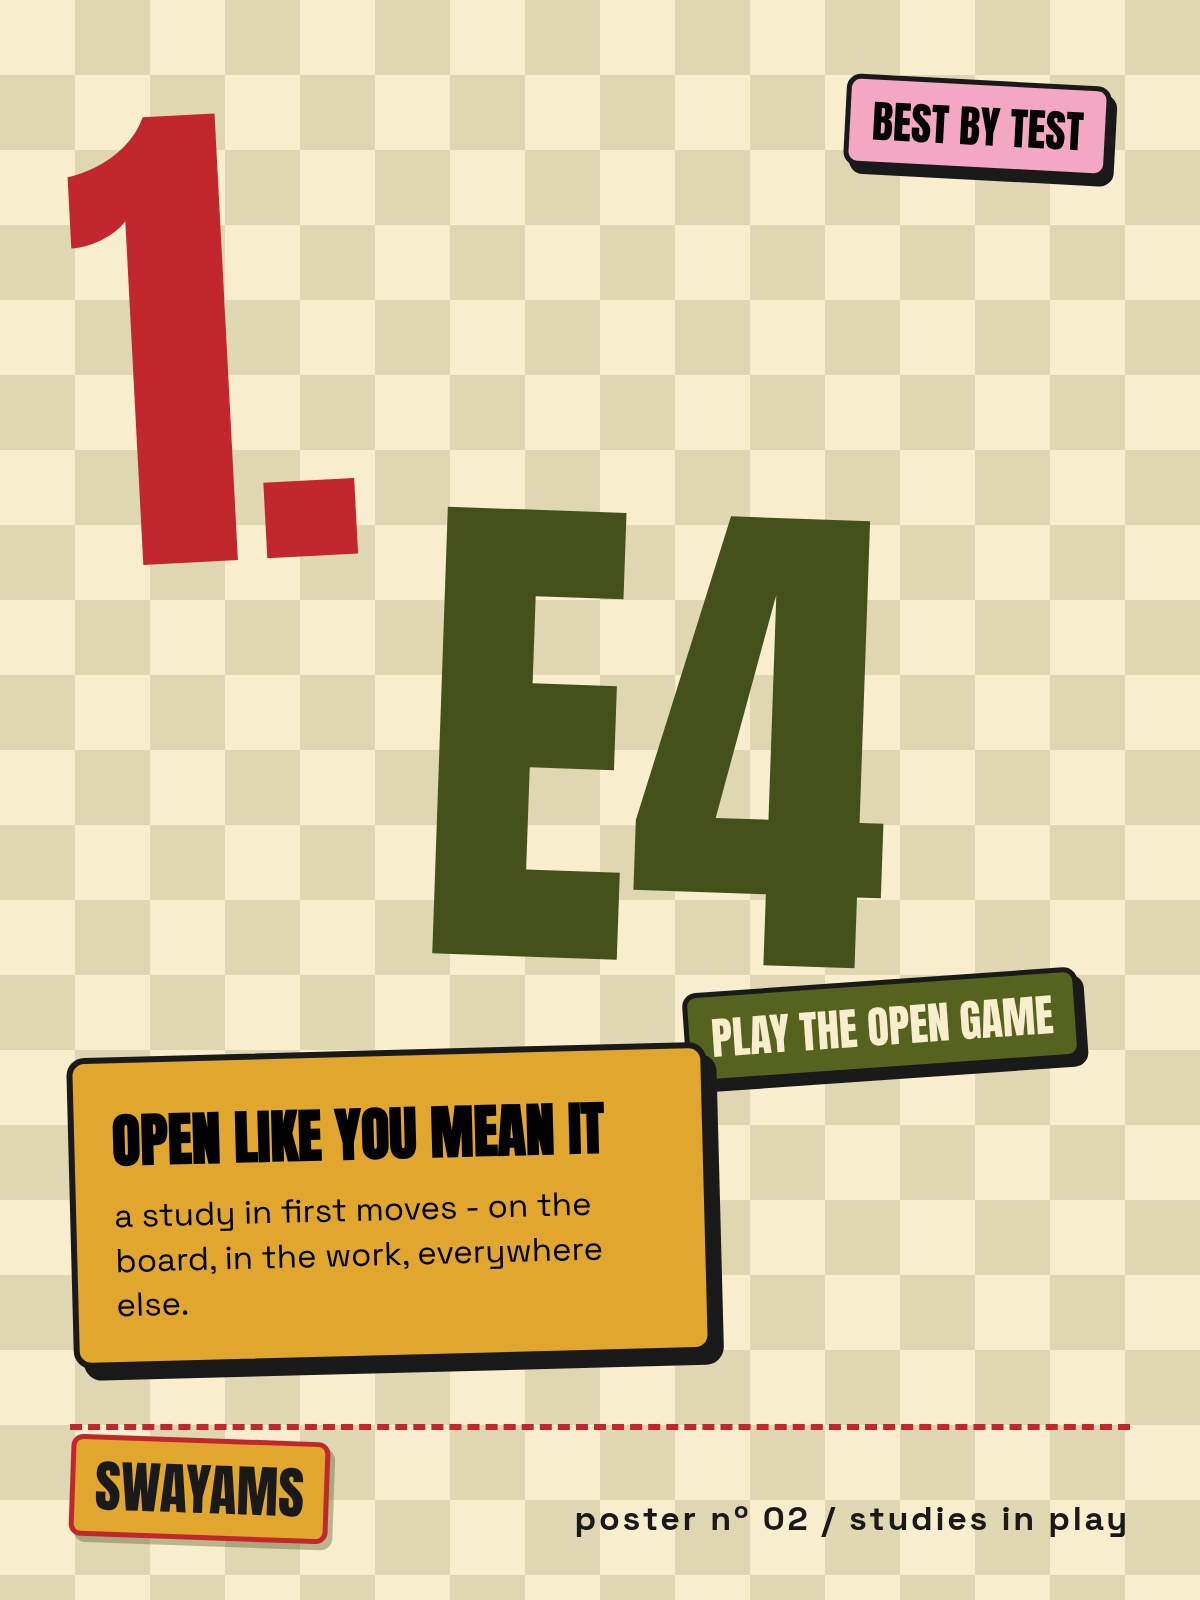 BEST BY TEST
1.
E4
PLAY THE OPEN GAME
OPEN LIKE YOU MEAN IT
a study in first moves - on the
board, in the work, everywhere
else.
SWAYAMS
poster nº 02 / studies in play